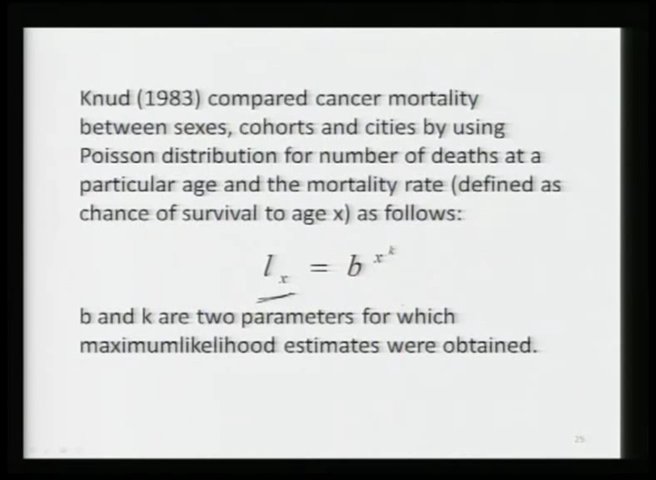 Knud (1983) compared cancer mortality
between sexes, cohorts and cities by using
Poisson distribution for number of deaths at a
particular age and the mortality rate (defined as
chance of survival to age x) as follows:
l_x = b^{x^k}
b and k are two parameters for which
maximumlikelihood estimates were obtained.
25